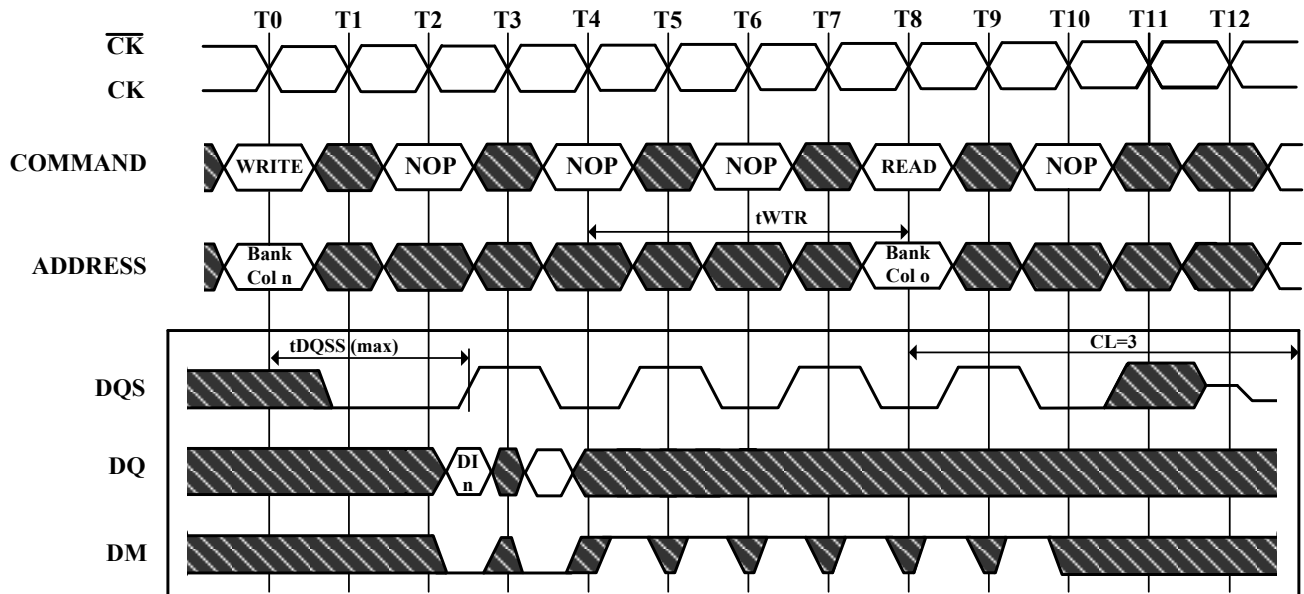 T0 T1 T2 T3 T4 T5 T6 T7 T8 T9 T10 T11 T12
CK
CK
COMMAND WRITE NOP NOP NOP READ NOP
tWTR
ADDRESS Bank Col n Bank Col o
tDQSS (max) CL=3
DQS
DQ DI n
DM